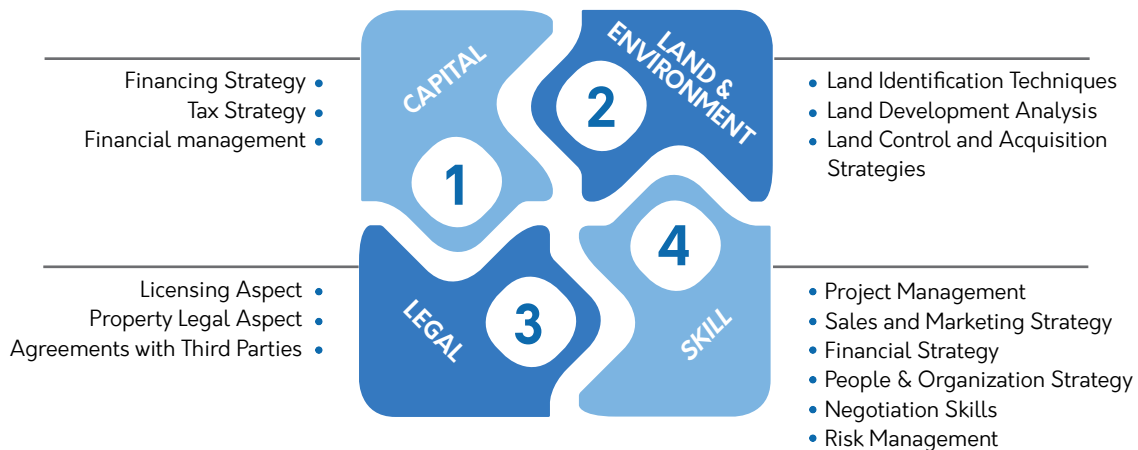 CAPITAL
1
Financing Strategy
Tax Strategy
Financial management
LAND &
ENVIRONMENT
2
Land Identification Techniques
Land Development Analysis
Land Control and Acquisition
Strategies
LEGAL
3
Licensing Aspect
Property Legal Aspect
Agreements with Third Parties
4
SKILL
Project Management
Sales and Marketing Strategy
Financial Strategy
People & Organization Strategy
Negotiation Skills
Risk Management